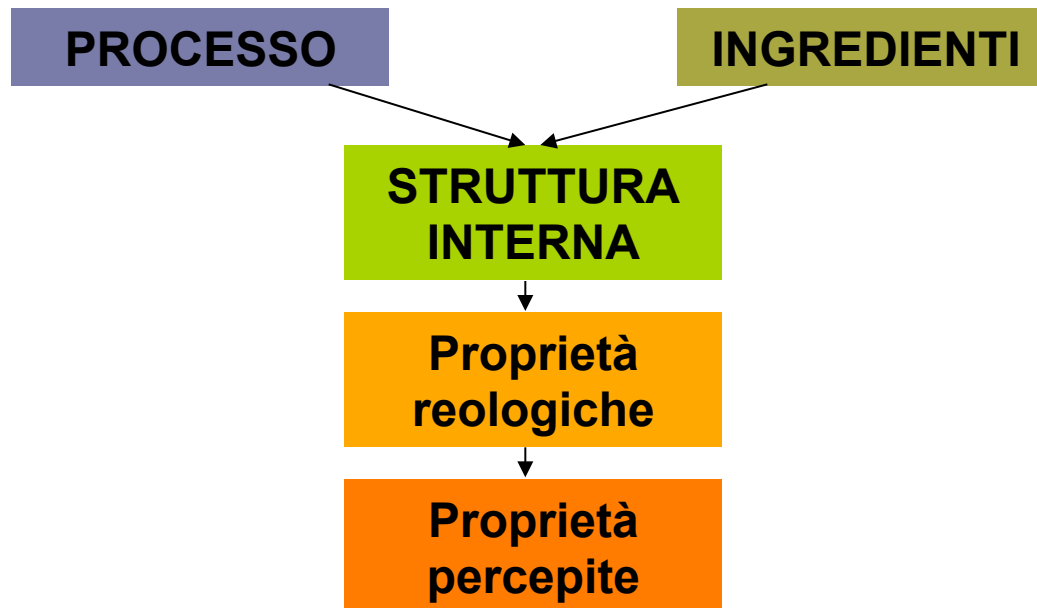 PROCESSO
INGREDIENTI
STRUTTURA
INTERNA
Proprietà
reologiche
Proprietà
percepite